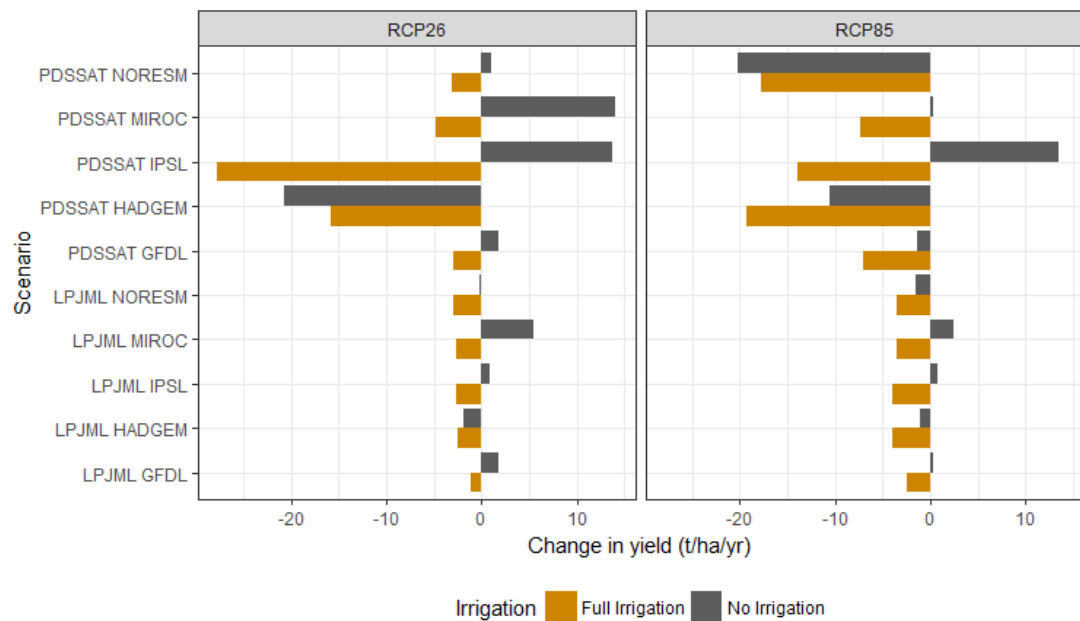 RCP26
RCP85
Scenario
PDSSAT NORESM
PDSSAT MIROC
PDSSAT IPSL
PDSSAT HADGEM
PDSSAT GFDL
LPJML NORESM
LPJML MIROC
LPJML IPSL
LPJML HADGEM
LPJML GFDL
-20 -10 0 10 -20 -10 0 10
Change in yield (t/ha/yr)
Irrigation Full Irrigation No Irrigation